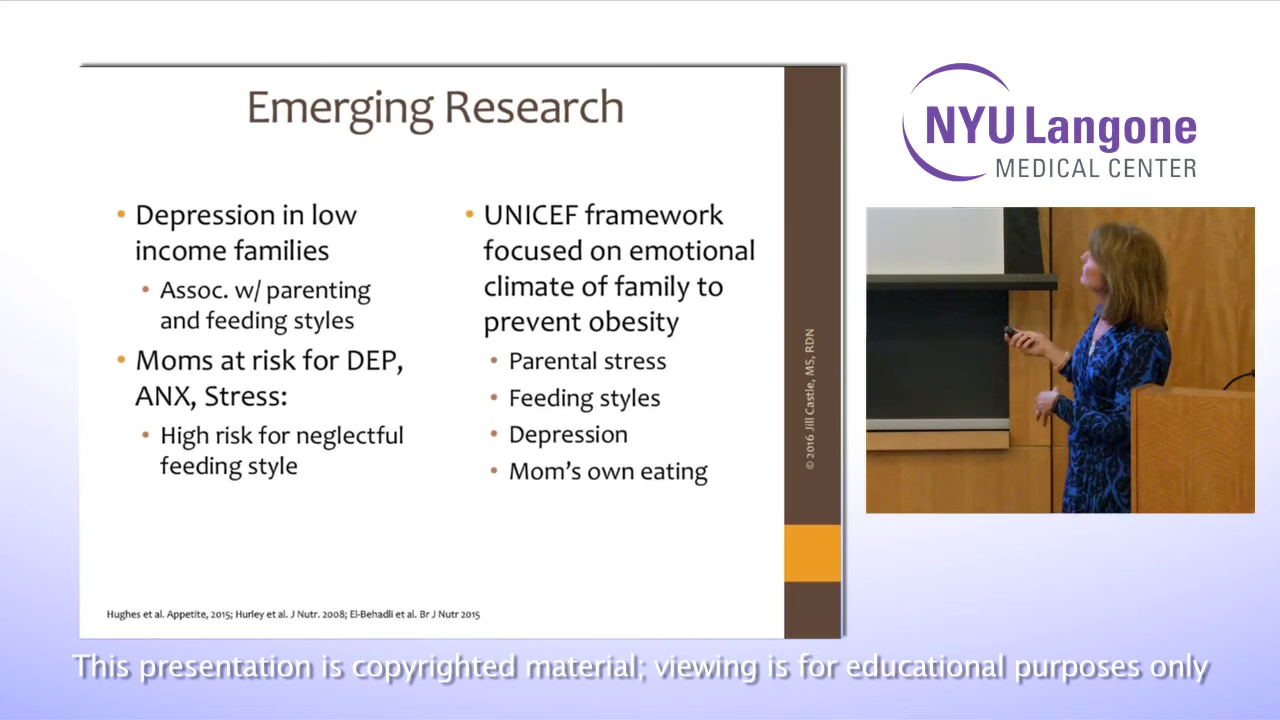 Emerging Research
• Depression in low
income families
• Assoc. w/ parenting
and feeding styles
• Moms at risk for DEP,
ANX, Stress:
• High risk for neglectful
feeding style
• UNICEF framework
focused on emotional
climate of family to
prevent obesity
• Parental stress
• Feeding styles
• Depression
• Mom's own eating
© 2016 Jill Castle, MS, RDN
Hughes et al. Appetite, 2015; Hurley et al. J Nutr. 2008; El-Behadli et al. Br J Nutr 2015
NYU Langone
MEDICAL CENTER
This presentation is copyrighted material; viewing is for educational purposes only